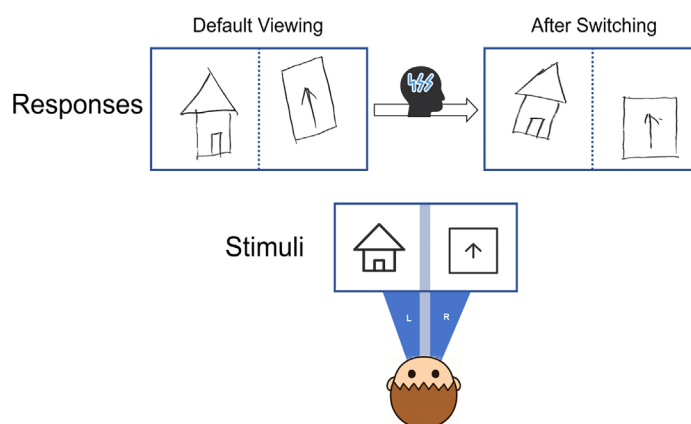 Default Viewing
After Switching
Responses
Stimuli
L
R